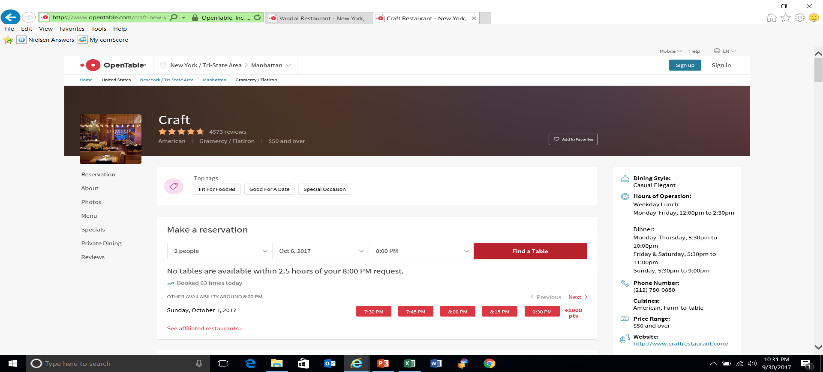 https://www.opentable.com/craft-new-y
OpenTable, Inc. ...
Vandal Restaurant - New York,
Craft Restaurant - New York,
File Edit View Favorites Tools Help
Nielsen Answers My comScore
Mobile Help EN
OpenTable New York / Tri-State Area > Manhattan Sign up Sign in
Home United States New York / Tri-State Area Manhattan Gramercy / Flatiron
Craft
4573 reviews
American Gramercy / Flatiron $50 and over
Add to Favorites
Reservation
About
Photos
Menu
Specials
Private Dining
Reviews
Top tags
Fit For Foodies Good For A Date Special Occasion
Make a reservation
2 people Oct 6, 2017 8:00 PM Find a Table
No tables are available within 2.5 hours of your 8:00 PM request.
Booked 63 times today
OTHER AVAILABILITY AROUND 8:00 PM
< Previous Next >
Sunday, October 1, 2017 7:30 PM 7:45 PM 8:00 PM 8:15 PM +1000 pts
See affiliated restaurants ›
Dining Style:
Casual Elegant
Hours of Operation:
Weekday Lunch:
Monday-Friday, 12:00pm to 2:30pm
Dinner:
Monday-Thursday, 5:30pm to
10:00pm
Friday & Saturday, 5:30pm to
11:00pm
Sunday, 5:30pm to 9:00pm
Phone Number:
(212) 780-0880
Cuisines:
American, Farm-to-table
Price Range:
$50 and over
Website:
http://www.craftrestaurant.com/
Type here to search
10:31 PM
9/30/2017